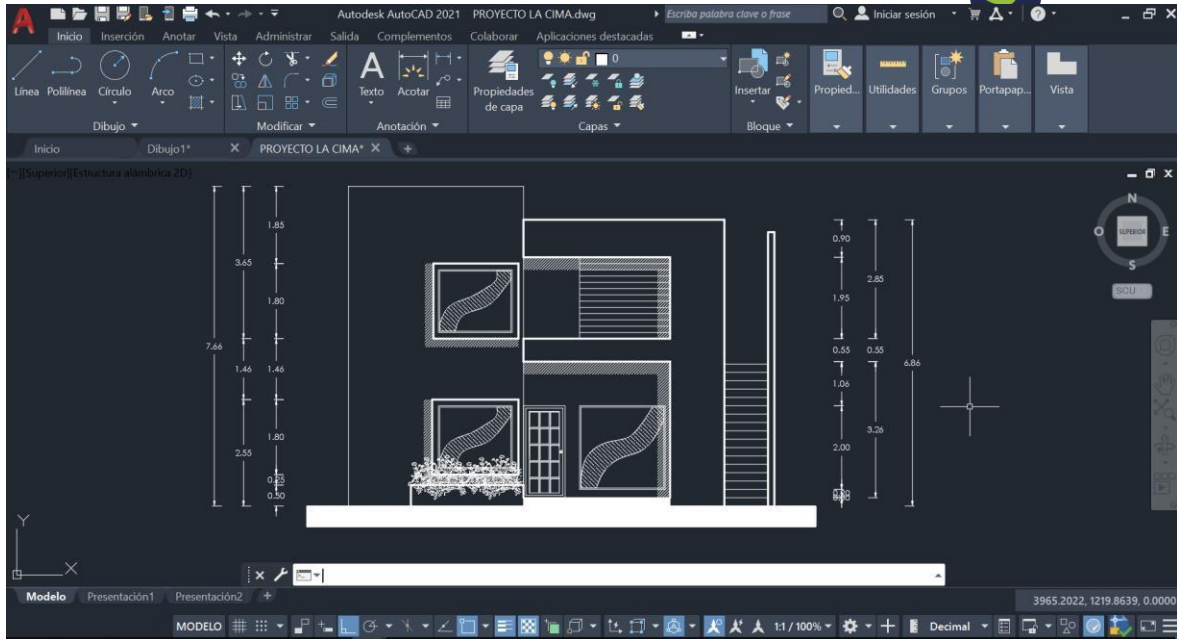 Autodesk AutoCAD 2021 PROYECTO LA CIMA.dwg Escriba palabra clave o frase Iniciar sesión
Inicio Inserción Anotar Vista Administrar Salida Complementos Colaborar Aplicaciones destacadas
0
Línea Polilínea Círculo Arco Texto Acotar Propiedades de capa Insertar Propied... Utilidades Grupos Portapap... Vista
Dibujo Modificar Anotación Capas Bloque
Inicio Dibujo1* PROYECTO LA CIMA*
[–][Superior][Estructura alámbrica 2D]
N
O SUPERIOR E
S
SCU
1.85
3.65
1.80
7.66
1.46 1.46
1.80
2.55
0.25
0.50
0.90
2.85
1.95
0.55 0.55
6.86
1.06
3.26
2.00
Y
X
Modelo Presentación1 Presentación2
3965.2022, 1219.8639, 0.0000
MODELO 1:1 / 100% Decimal